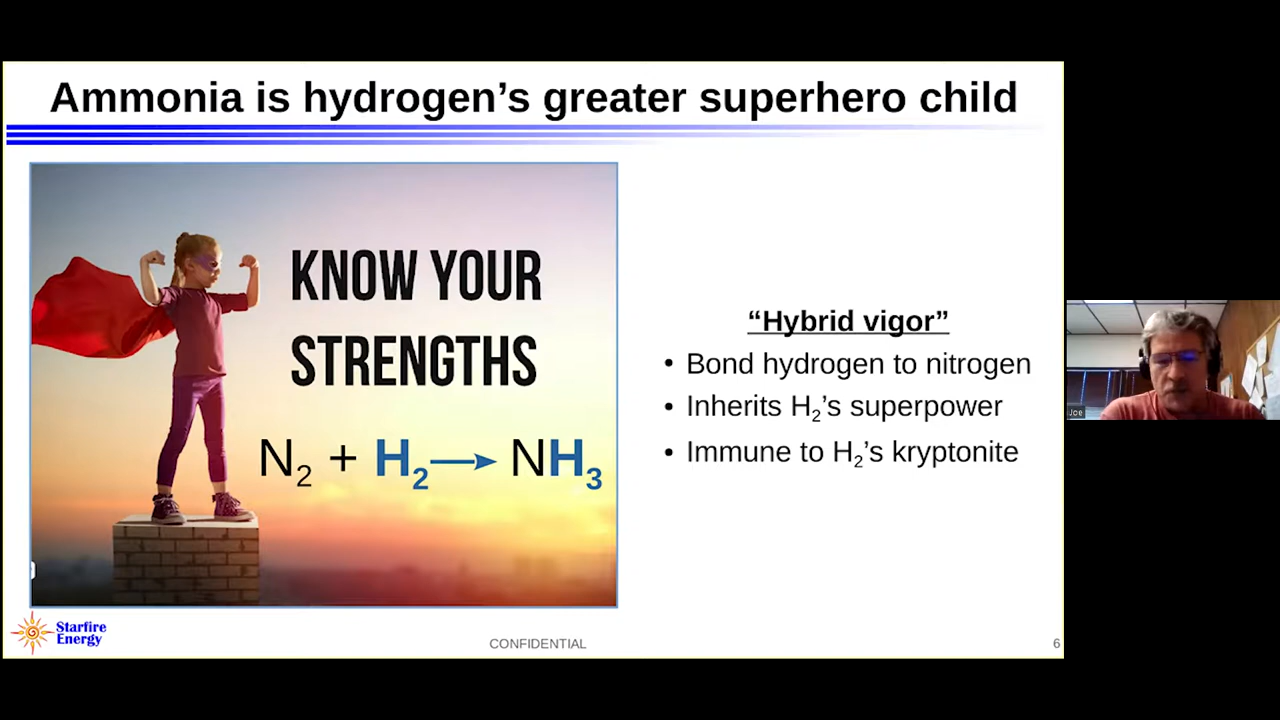 Ammonia is hydrogen’s greater superhero child
KNOW YOUR
STRENGTHS
N₂ + H₂ → NH₃
“Hybrid vigor”
• Bond hydrogen to nitrogen
• Inherits H₂’s superpower
• Immune to H₂’s kryptonite
Joe
Starfire
Energy
CONFIDENTIAL
6